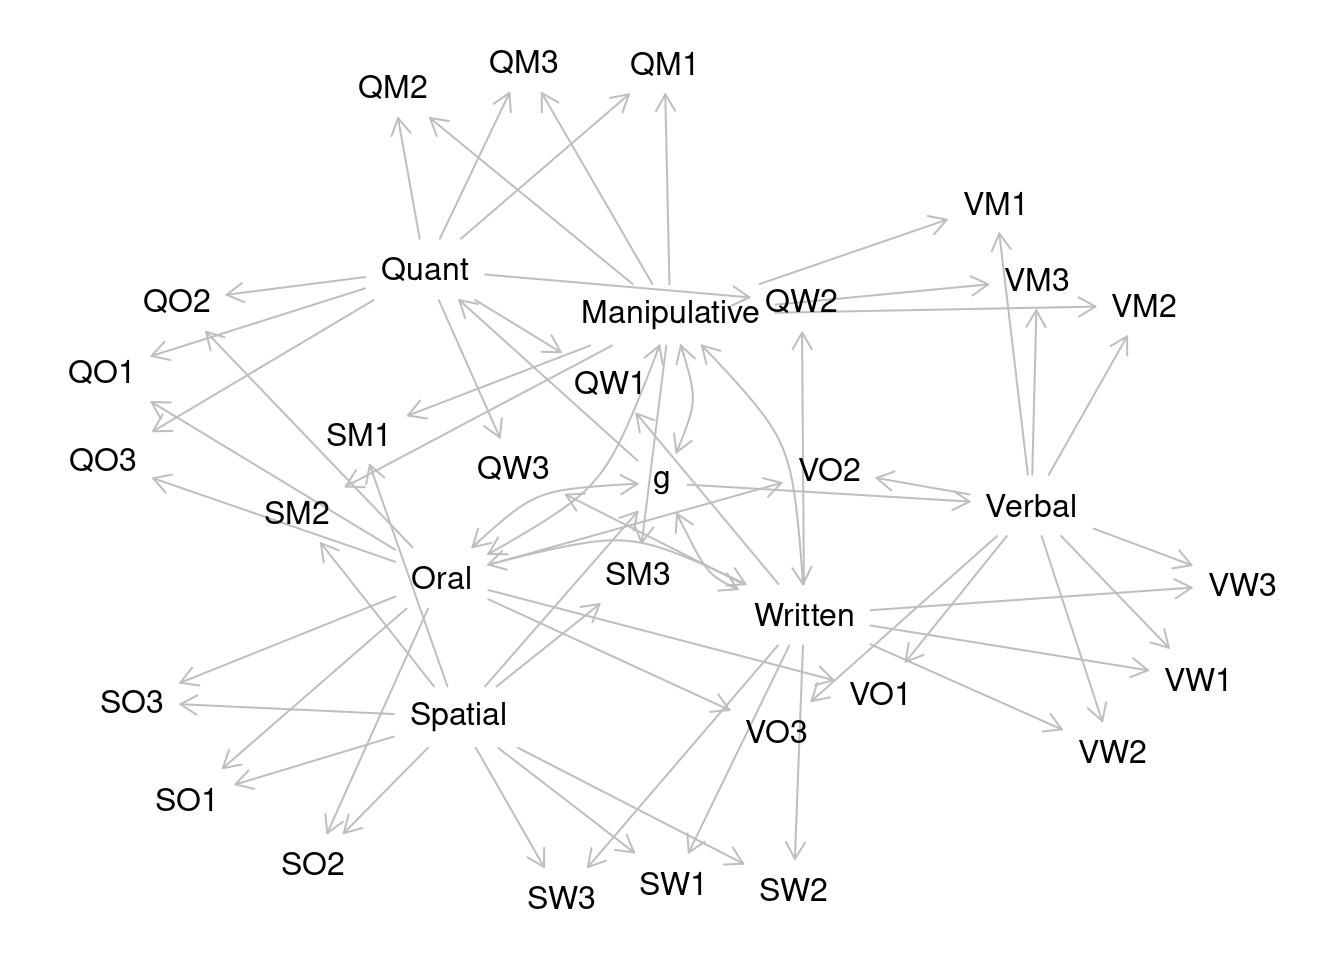 QM3
QM1
QM2
VM1
Quant
VM3
QO2
QW2
VM2
Manipulative
QO1
QW1
SM1
QO3
QW3
VO2
g
Verbal
SM2
SM3
Oral
VW3
Written
VW1
VO1
SO3
Spatial
VO3
VW2
SO1
SO2
SW1
SW2
SW3